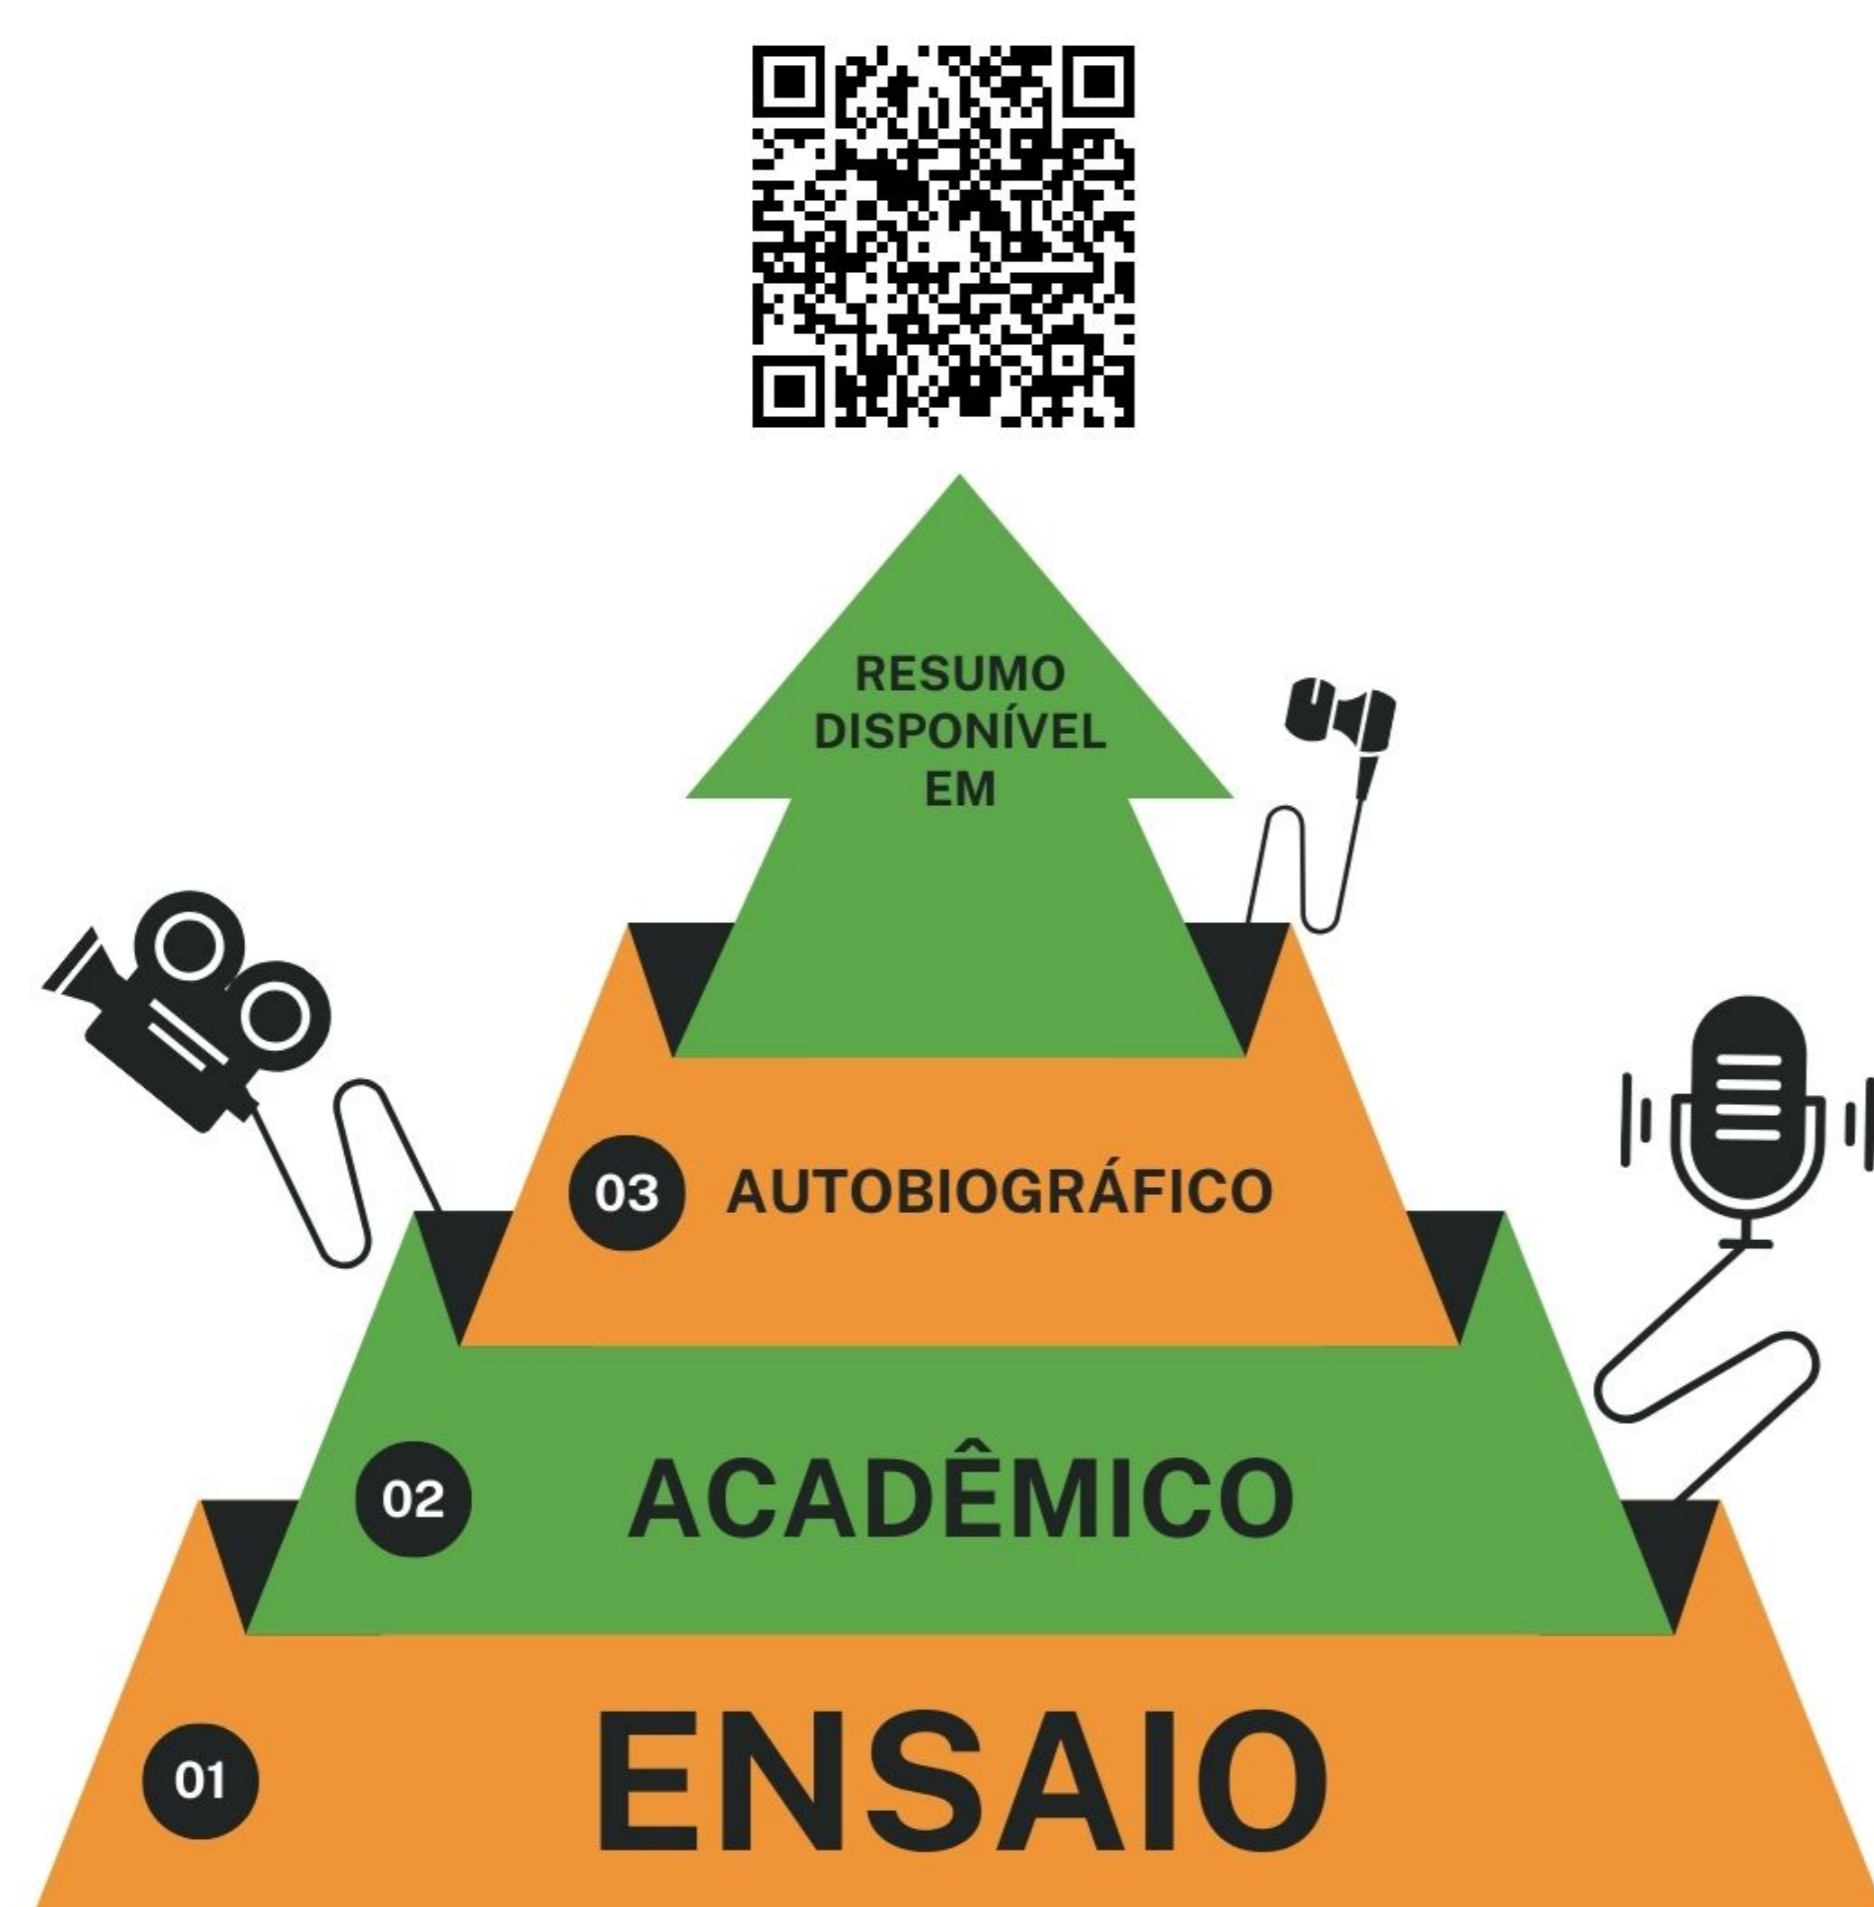 RESUMO
DISPONÍVEL
EM
03 AUTOBIOGRÁFICO
02 ACADÊMICO
01 ENSAIO